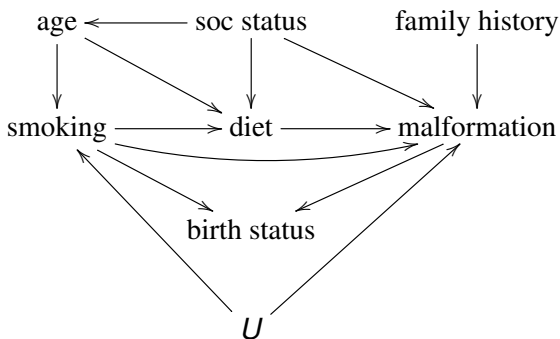 age soc status family history
smoking diet malformation
birth status
U